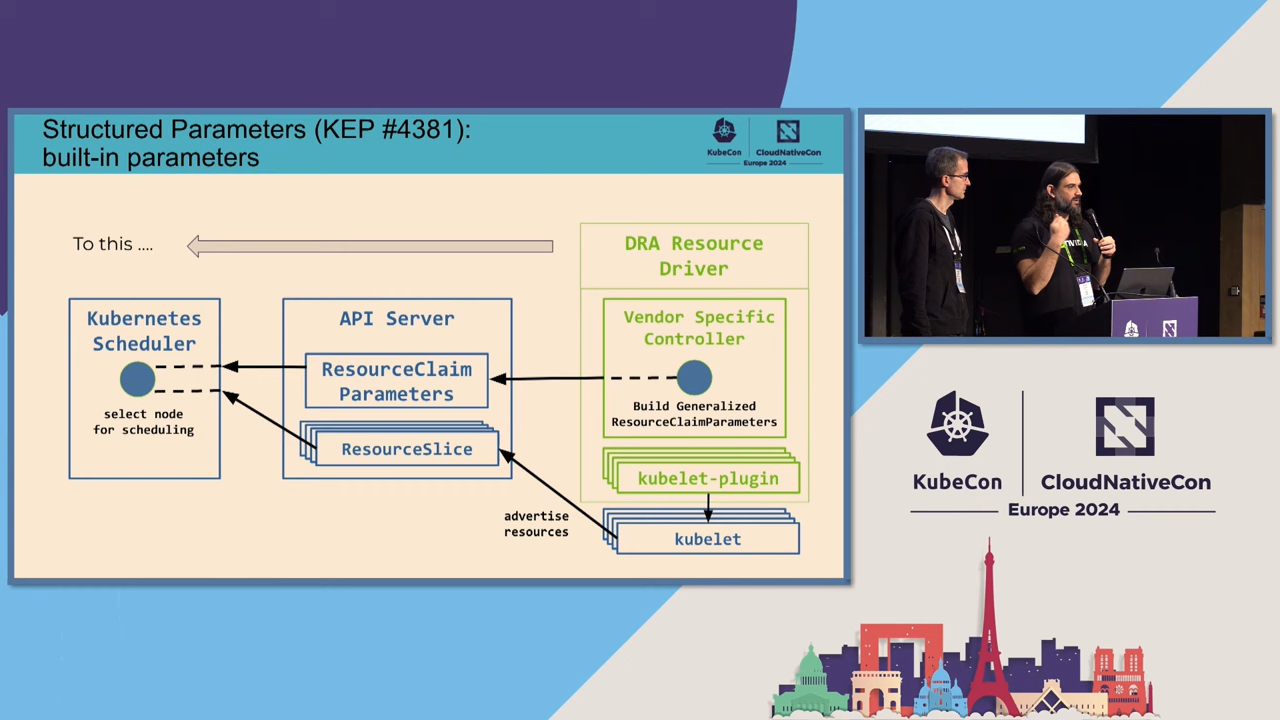 Structured Parameters (KEP #4381):
built-in parameters
KubeCon
CloudNativeCon
Europe 2024
To this ....
DRA Resource
Driver
Kubernetes
Scheduler
select node
for scheduling
API Server
ResourceClaim
Parameters
ResourceSlice
Vendor Specific
Controller
Build Generalized
ResourceClaimParameters
kubelet-plugin
advertise
resources
kubelet
KubeCon
CloudNativeCon
Europe 2024